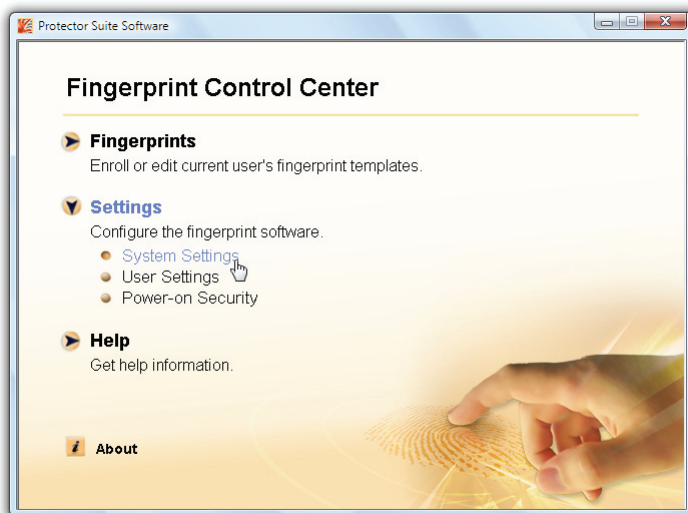 Protector Suite Software
Fingerprint Control Center
Fingerprints
Enroll or edit current user's fingerprint templates.
Settings
Configure the fingerprint software.
System Settings
User Settings
Power-on Security
Help
Get help information.
i About